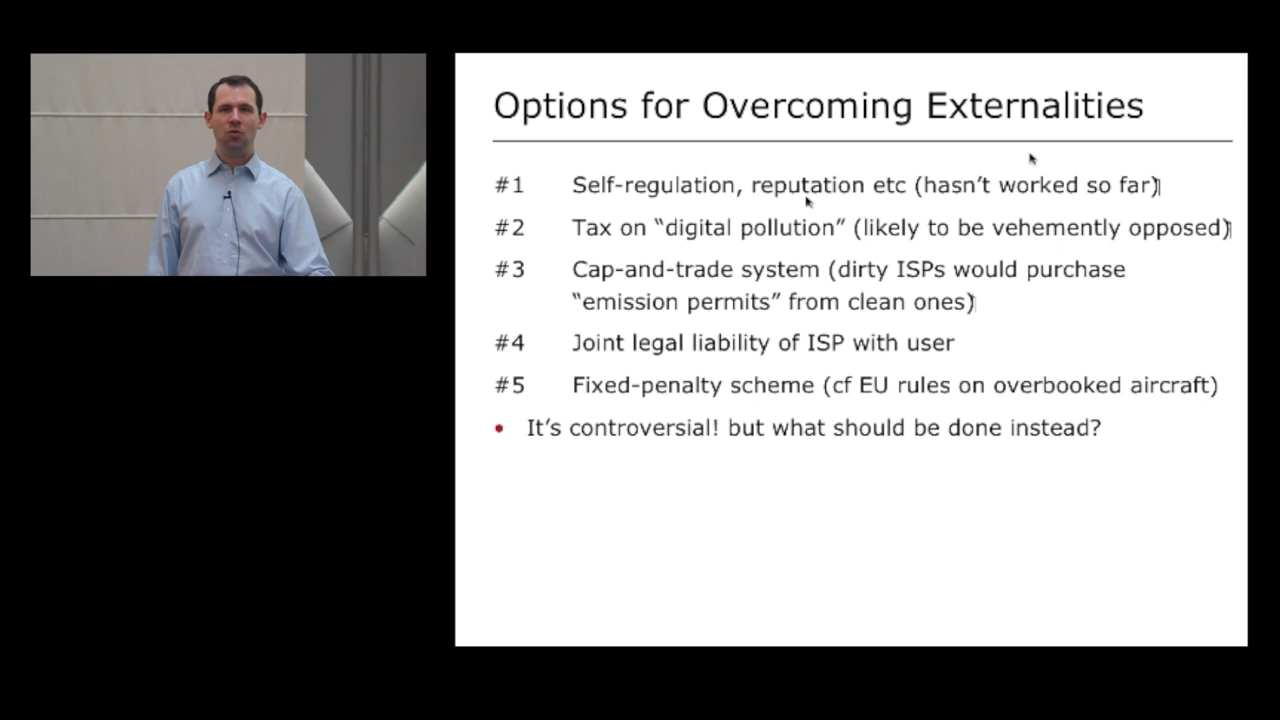 Options for Overcoming Externalities
#1 Self-regulation, reputation etc (hasn’t worked so far)
#2 Tax on “digital pollution” (likely to be vehemently opposed)
#3 Cap-and-trade system (dirty ISPs would purchase
“emission permits” from clean ones)
#4 Joint legal liability of ISP with user
#5 Fixed-penalty scheme (cf EU rules on overbooked aircraft)
• It’s controversial! but what should be done instead?